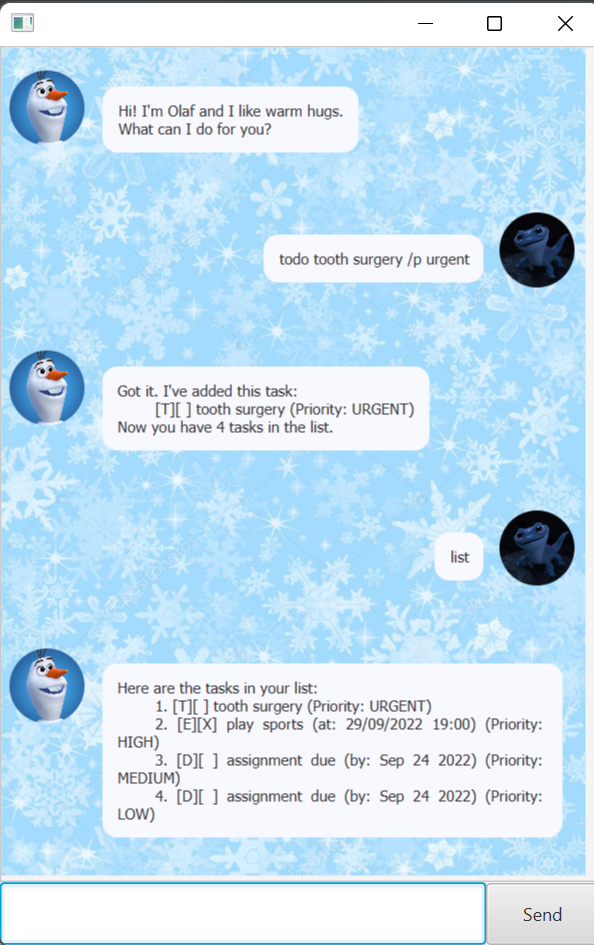 Hi! I'm Olaf and I like warm hugs.
What can I do for you?
todo tooth surgery /p urgent
Got it. I've added this task:
[T][ ] tooth surgery (Priority: URGENT)
Now you have 4 tasks in the list.
list
Here are the tasks in your list:
1. [T][ ] tooth surgery (Priority: URGENT)
2. [E][X] play sports (at: 29/09/2022 19:00) (Priority:
HIGH)
3. [D][ ] assignment due (by: Sep 24 2022) (Priority:
MEDIUM)
4. [D][ ] assignment due (by: Sep 24 2022) (Priority:
LOW)
Send